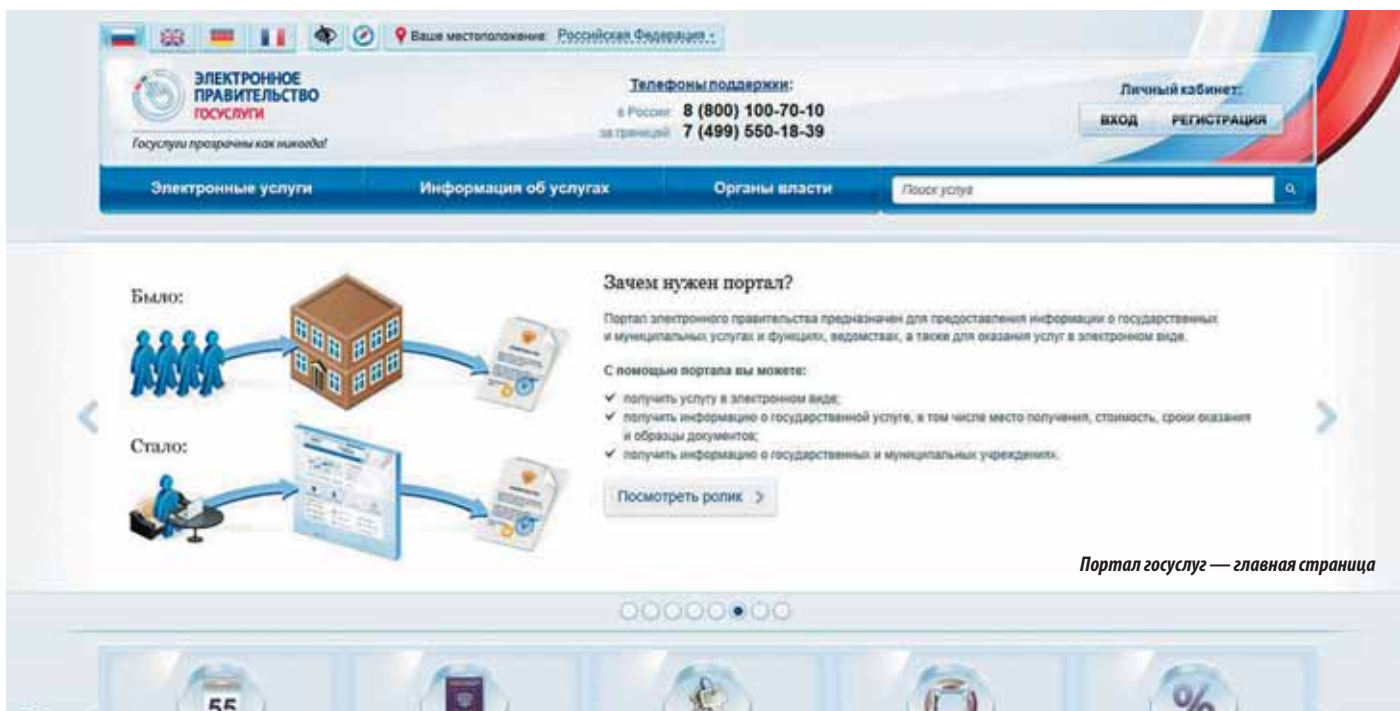 Ваше местоположение: Российская Федерация
ЭЛЕКТРОННОЕ
ПРАВИТЕЛЬСТВО
ГОСУСЛУГИ
Госуслуги прозрачны как никогда!
Телефоны поддержки:
в России: 8 (800) 100-70-10
за границей: 7 (499) 550-18-39
Личный кабинет:
ВХОД РЕГИСТРАЦИЯ
Электронные услуги Информация об услугах Органы власти Поиск услуг
Было:
Стало:
Зачем нужен портал?
Портал электронного правительства предназначен для предоставления информации о государственных
и муниципальных услугах и функциях, ведомствах, а также для оказания услуг в электронном виде.
С помощью портала вы можете:
✓ получить услугу в электронном виде;
✓ получить информацию о государственной услуге, в том числе место получения, стоимость, сроки оказания
и образцы документов;
✓ получить информацию о государственных и муниципальных учреждениях.
Посмотреть ролик >
Портал госуслуг — главная страница
55
%